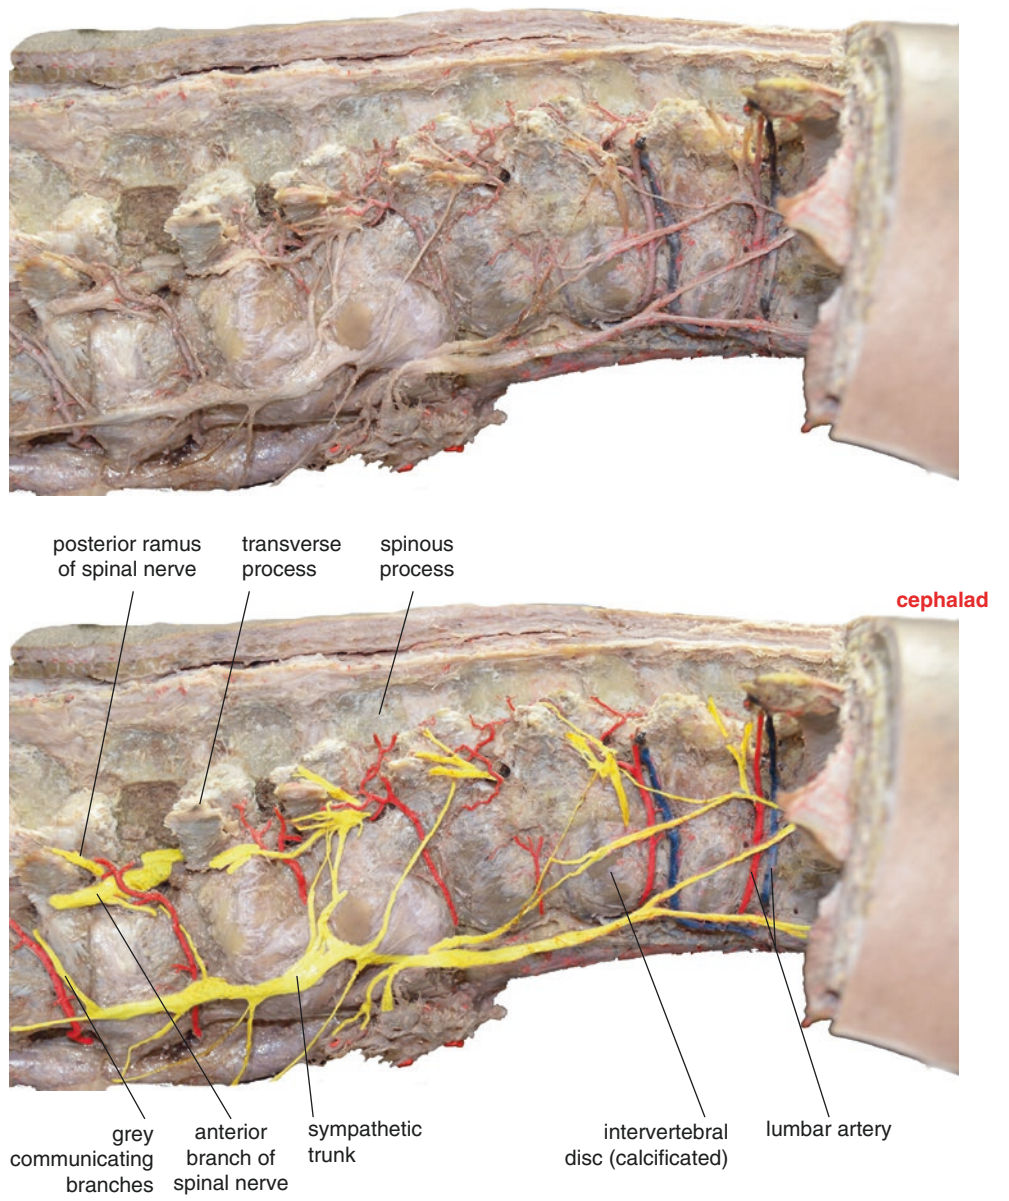 posterior ramus
of spinal nerve
transverse
process
spinous
process
cephalad
grey
communicating
branches
anterior
branch of
spinal nerve
sympathetic
trunk
intervertebral
disc (calcificated)
lumbar artery